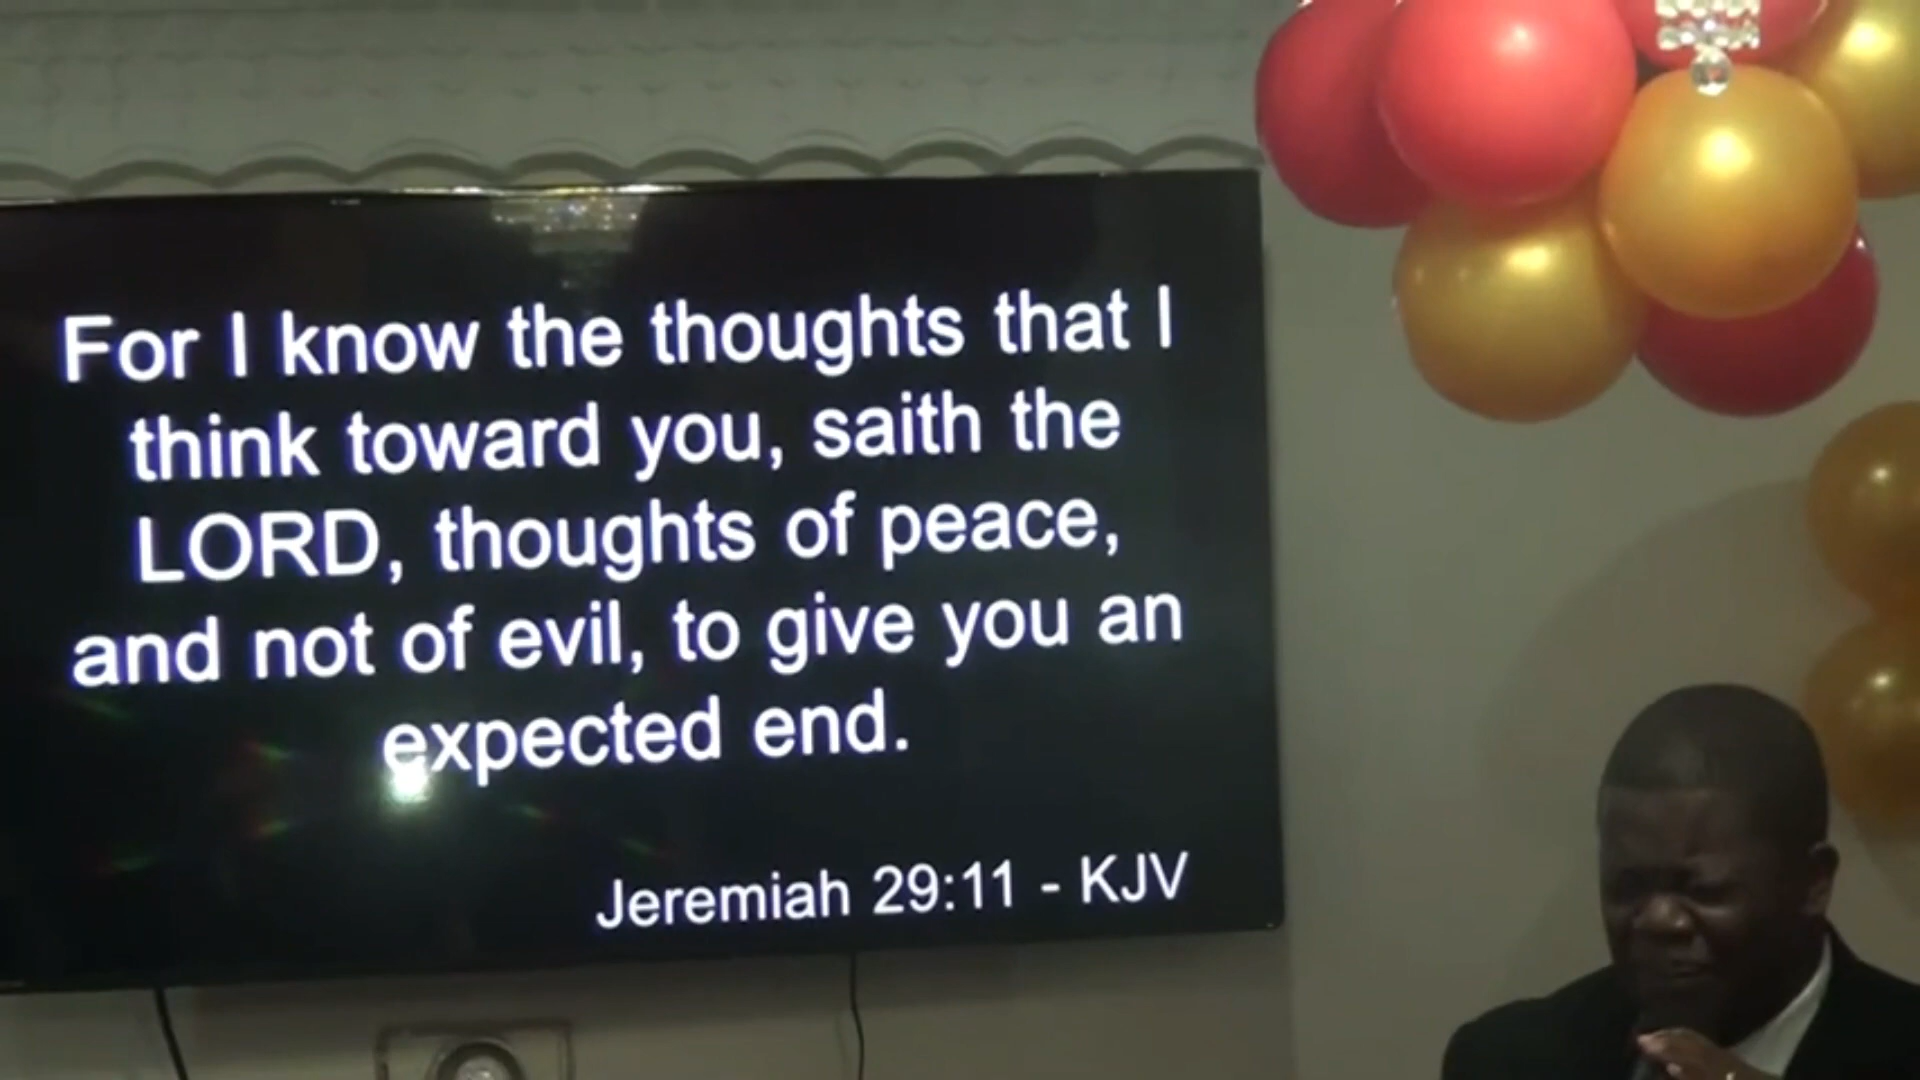 For I know the thoughts that I
think toward you, saith the
LORD, thoughts of peace,
and not of evil, to give you an
expected end.
Jeremiah 29:11 - KJV